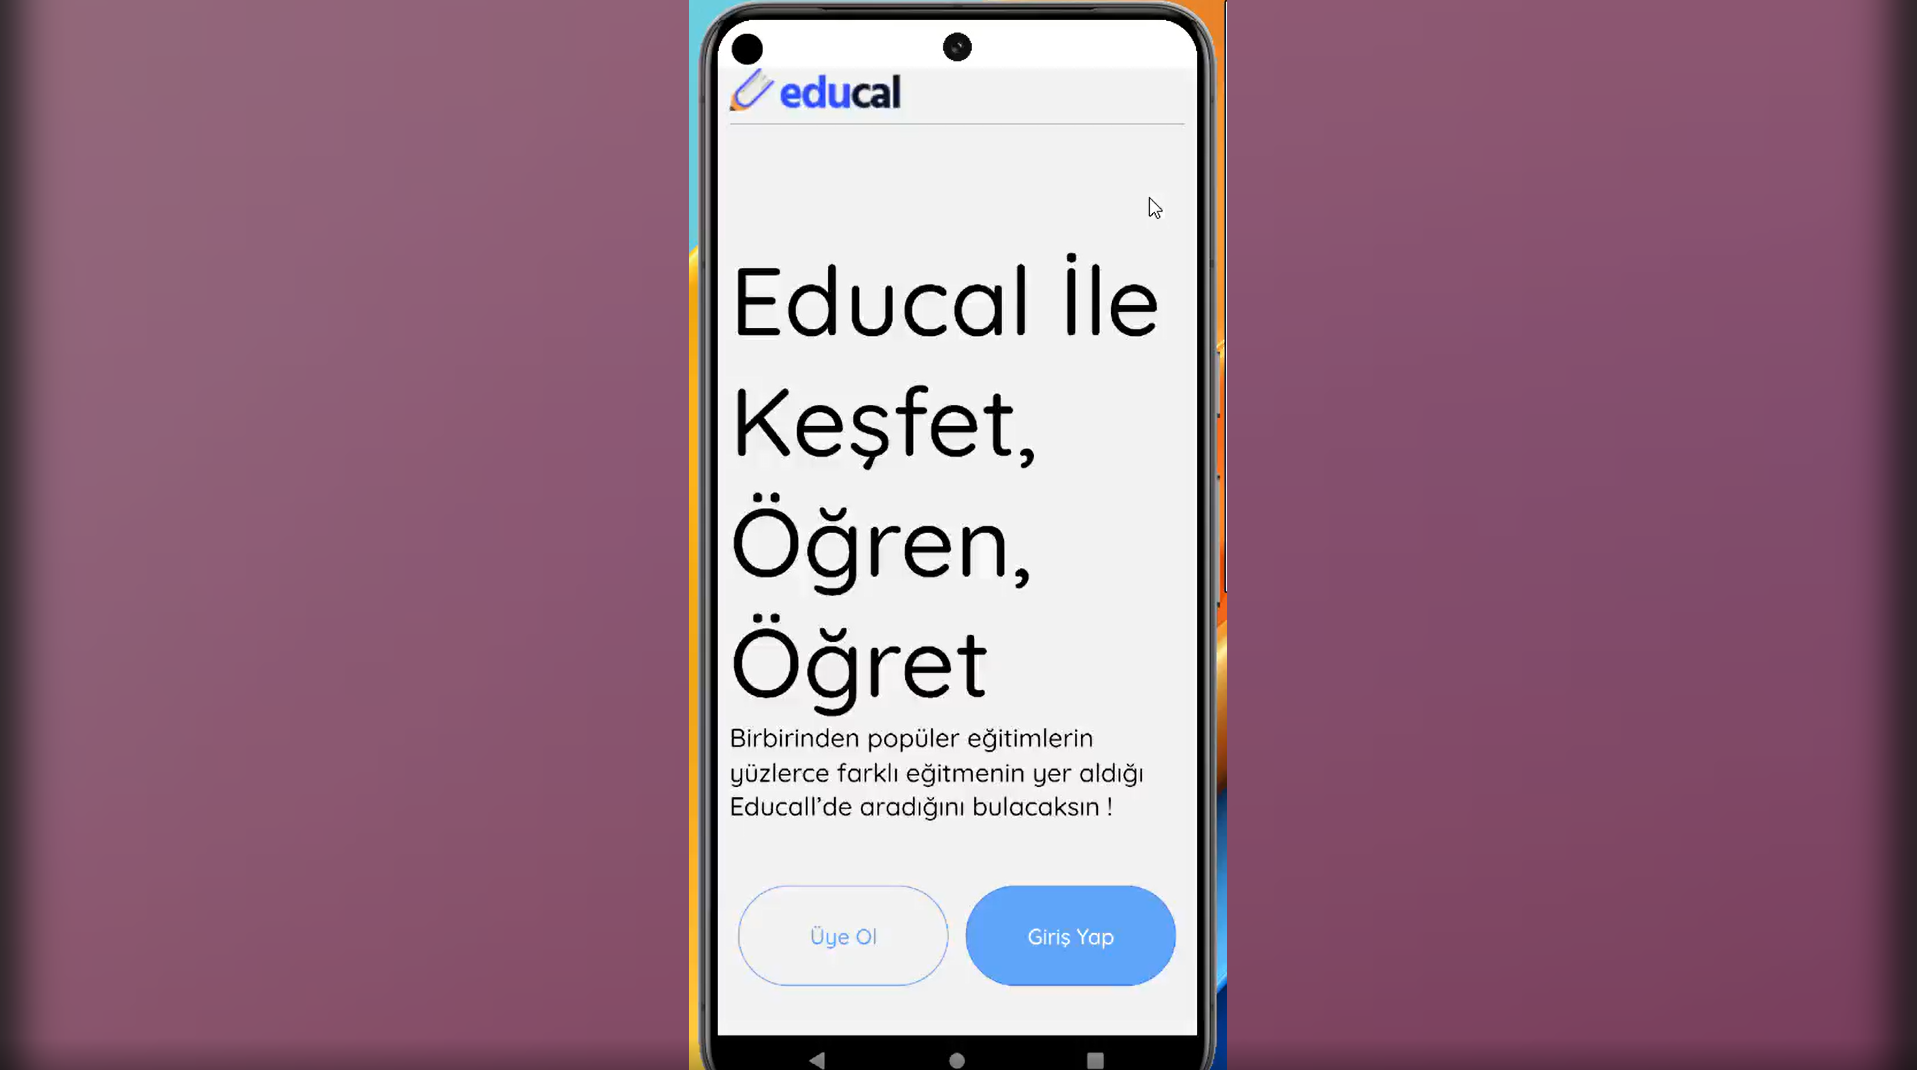 educal
Educal İle
Keşfet,
Öğren,
Öğret
Birbirinden popüler eğitimlerin
yüzlerce farklı eğitmenin yer aldığı
Educall'de aradığını bulacaksın !
Üye Ol
Giriş Yap